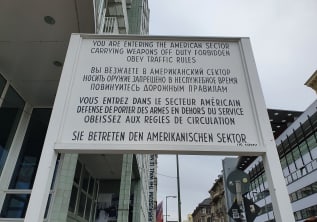 YOU ARE ENTERING THE AMERICAN SECTOR
CARRYING WEAPONS OFF DUTY FORBIDDEN
OBEY TRAFFIC RULES
ВЫ ВЪЕЗЖАЕТЕ В АМЕРИКАНСКИЙ СЕКТОР
НОСИТЬ ОРУЖИЕ ЗАПРЕЩЕНО В НЕСЛУЖЕБНОЕ ВРЕМЯ
ПОВИНУЙТЕСЬ ДОРОЖНЫМ ПРАВИЛАМ
VOUS ENTREZ DANS LE SECTEUR AMÉRICAIN
DEFENSE DE PORTER DES ARMES EN DEHORS DU SERVICE
OBEISSEZ AUX REGLES DE CIRCULATION
SIE BETRETEN DEN AMERIKANISCHEN SEKTOR